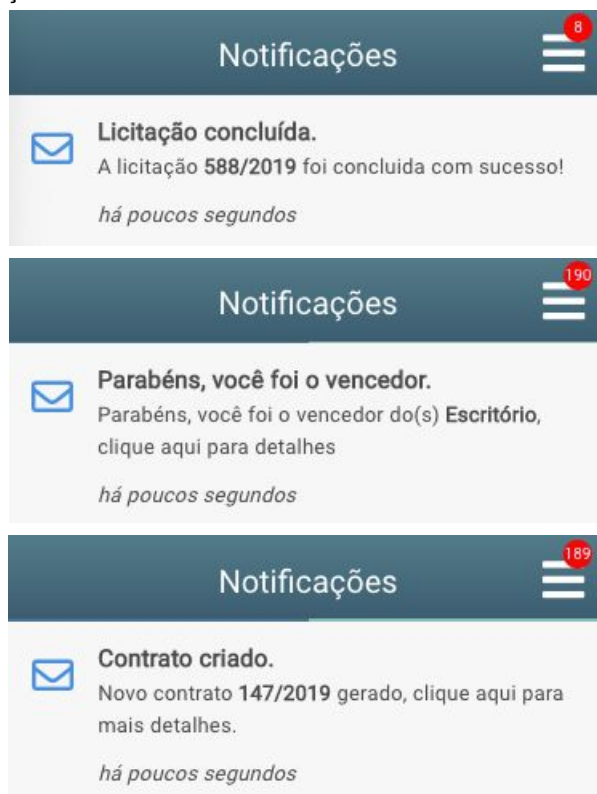 Notificações 8
Licitação concluída.
A licitação 588/2019 foi concluida com sucesso!
há poucos segundos
Notificações 190
Parabéns, você foi o vencedor.
Parabéns, você foi o vencedor do(s) Escritório,
clique aqui para detalhes
há poucos segundos
Notificações 189
Contrato criado.
Novo contrato 147/2019 gerado, clique aqui para
mais detalhes.
há poucos segundos